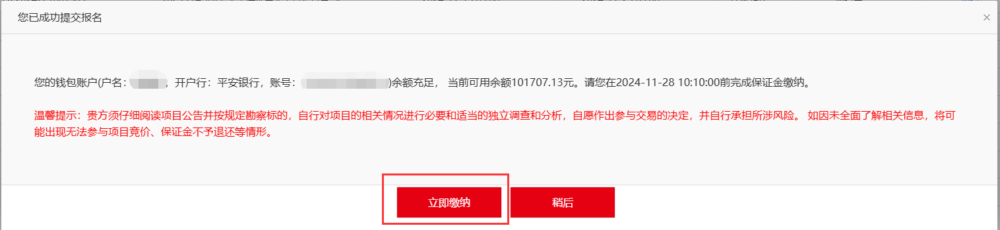 您已成功提交报名
您的钱包账户(户名：，开户行：平安银行，账号：)余额充足， 当前可用余额101707.13元。请您在2024-11-28 10:10:00前完成保证金缴纳。
温馨提示：贵方须仔细阅读项目公告并按规定勘察标的，自行对项目的相关情况进行必要和适当的独立调查和分析，自愿作出参与交易的决定，并自行承担所涉风险。 如因未全面了解相关信息，将可
能出现无法参与项目竞价、保证金不予退还等情形。
立即缴纳
稍后